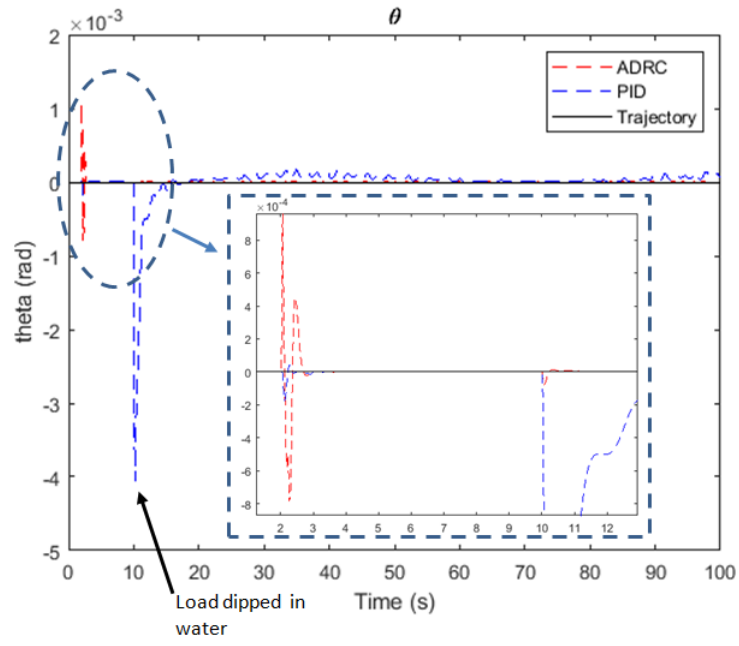 θ
×10⁻³
2
1
0
-1
-2
-3
-4
-5
theta (rad)
ADRC
PID
Trajectory
×10⁻⁴
8
6
4
2
0
-2
-4
-6
-8
2 3 4 5 6 7 8 9 10 11 12
0 10 20 30 40 50 60 70 80 90 100
Time (s)
Load dipped in
water